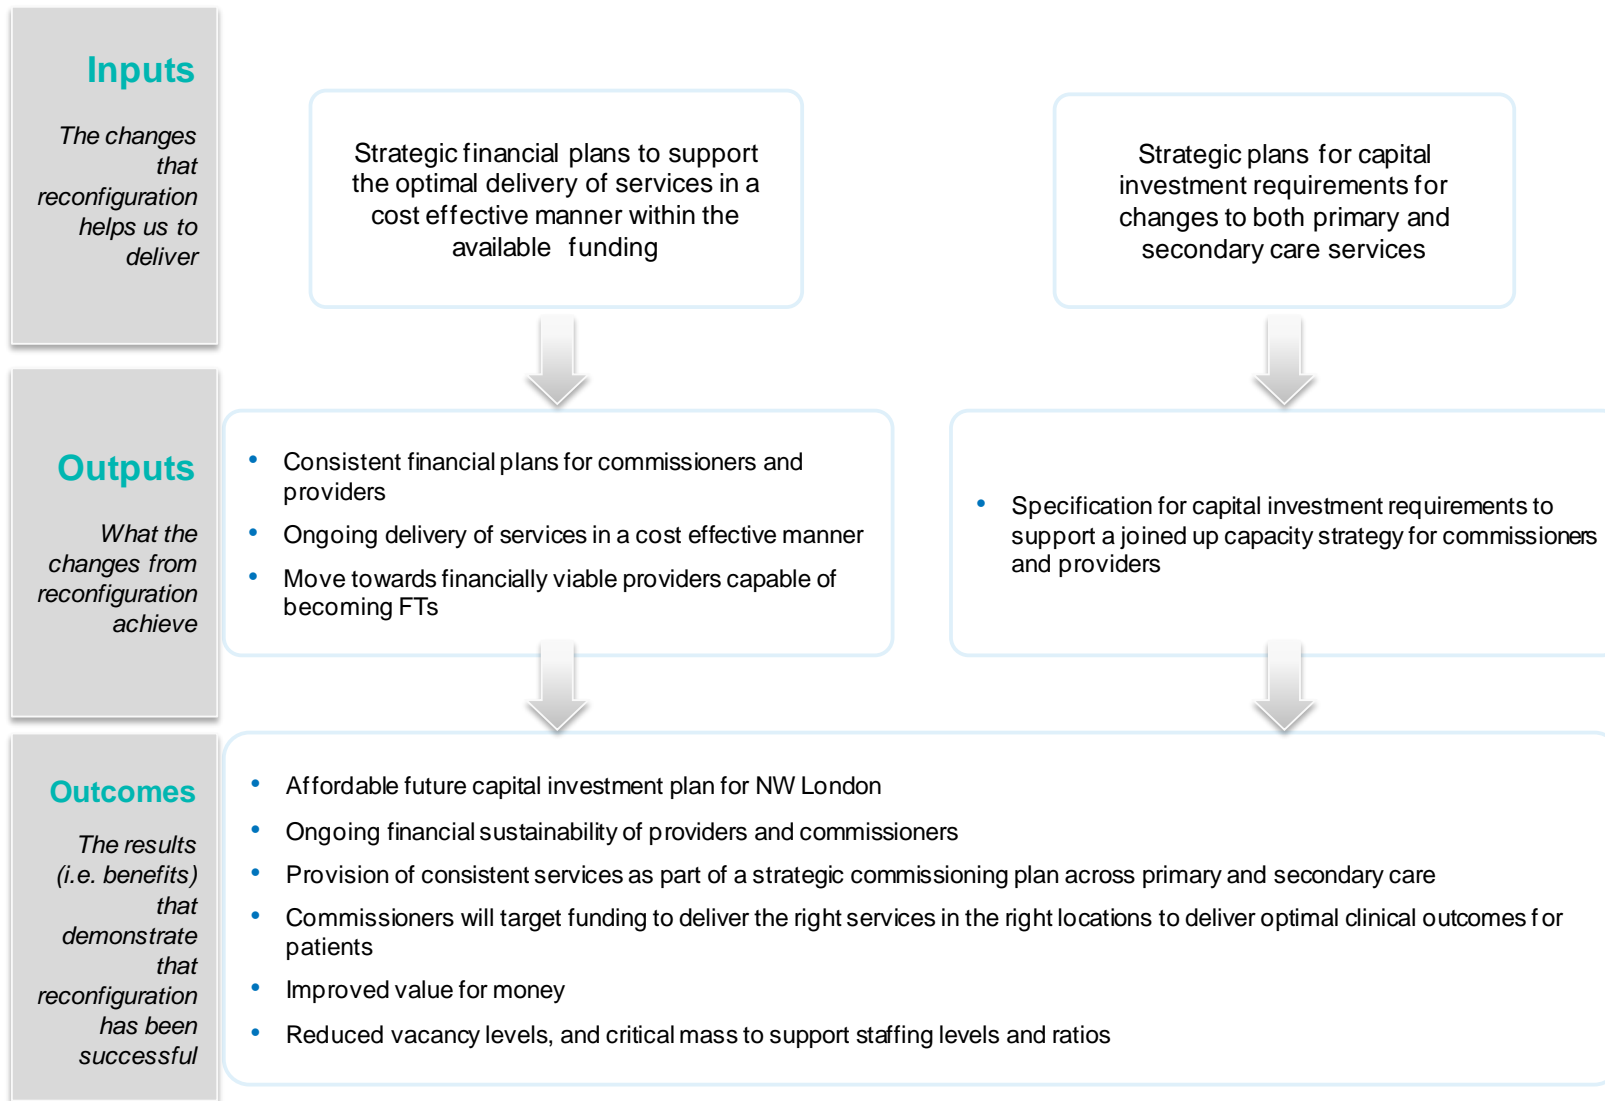 Inputs
The changes
that
reconfiguration
helps us to
deliver
Strategic financial plans to support
the optimal delivery of services in a
cost effective manner within the
available funding
Strategic plans for capital
investment requirements for
changes to both primary and
secondary care services
Outputs
What the
changes from
reconfiguration
achieve
• Consistent financial plans for commissioners and
providers
• Ongoing delivery of services in a cost effective manner
• Move towards financially viable providers capable of
becoming FTs
• Specification for capital investment requirements to
support a joined up capacity strategy for commissioners
and providers
Outcomes
The results
(i.e. benefits)
that
demonstrate
that
reconfiguration
has been
successful
• Affordable future capital investment plan for NW London
• Ongoing financial sustainability of providers and commissioners
• Provision of consistent services as part of a strategic commissioning plan across primary and secondary care
• Commissioners will target funding to deliver the right services in the right locations to deliver optimal clinical outcomes for
patients
• Improved value for money
• Reduced vacancy levels, and critical mass to support staffing levels and ratios